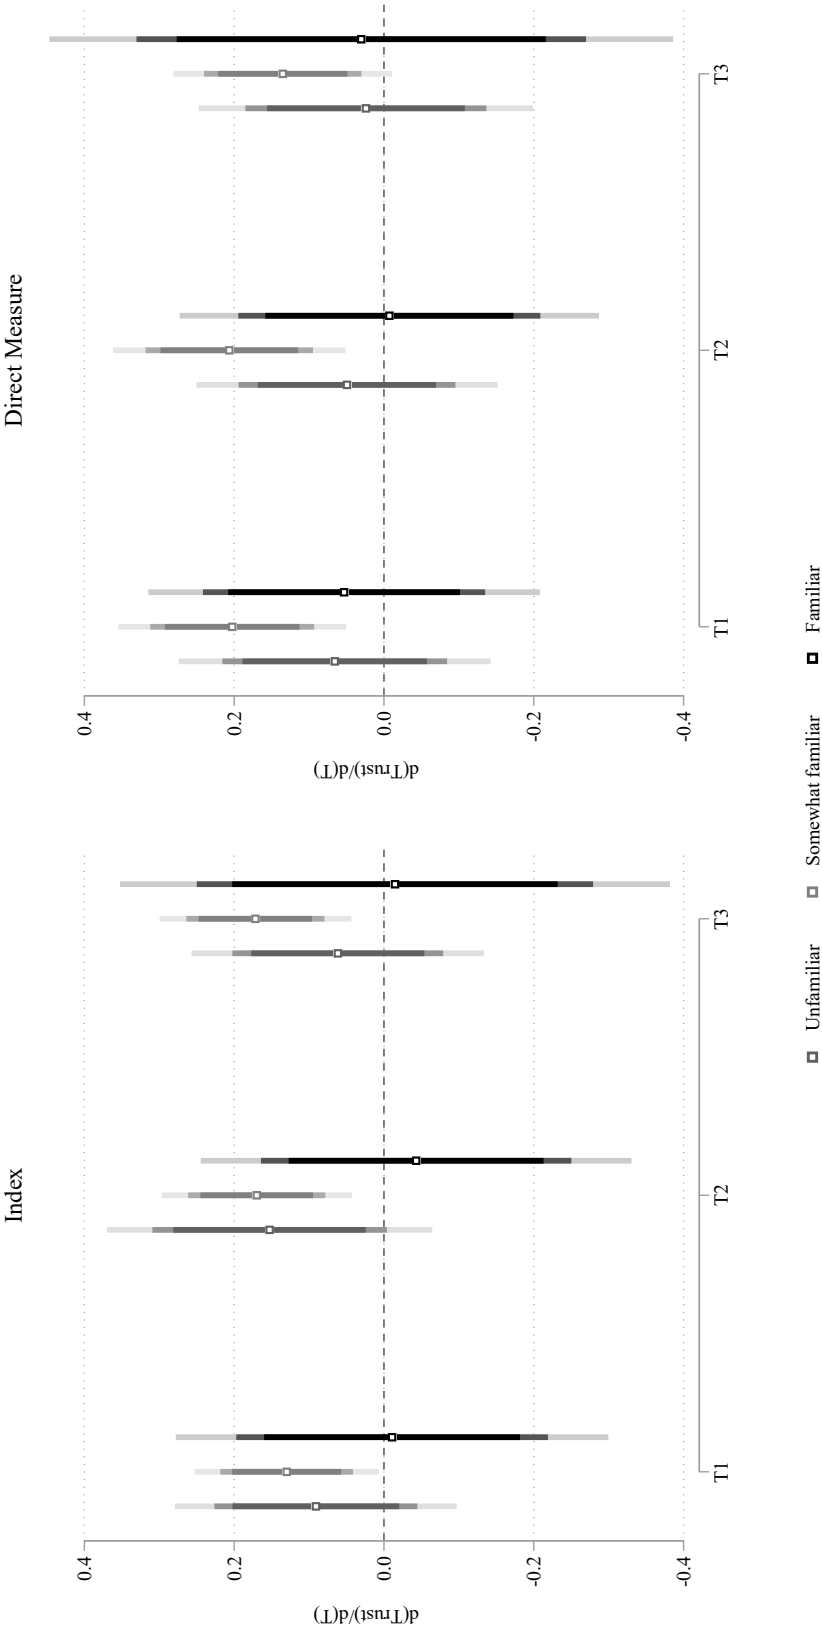 Index
d(Trust)/d(T)
0.4
0.2
0.0
-0.2
-0.4
T1
T2
T3
Direct Measure
d(Trust)/d(T)
0.4
0.2
0.0
-0.2
-0.4
T1
T2
T3
Unfamiliar Somewhat familiar Familiar